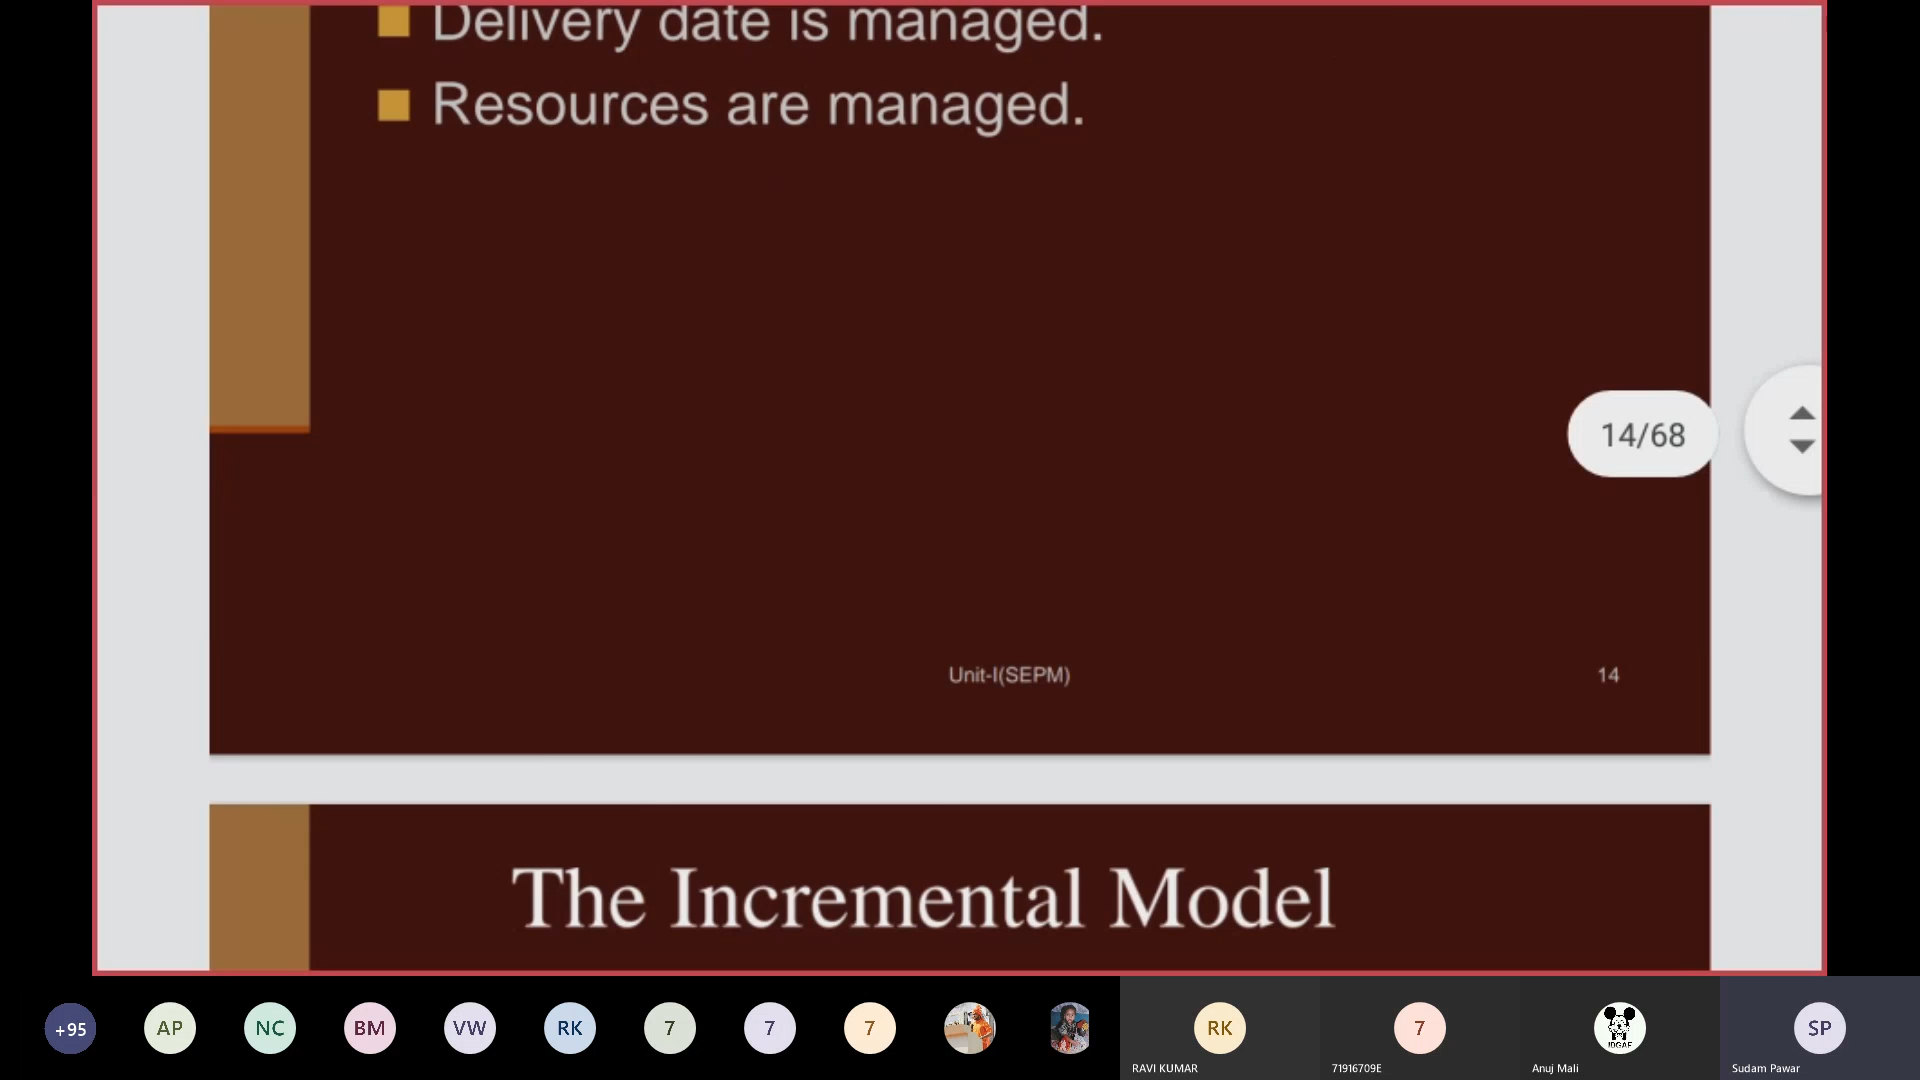 Delivery date is managed.
Resources are managed.
14/68
Unit-I(SEPM)
14
The Incremental Model
+95
AP
NC
BM
VW
RK
7
7
7
RK
7
IDGAF
SP
RAVI KUMAR
71916709E
Anuj Mali
Sudam Pawar